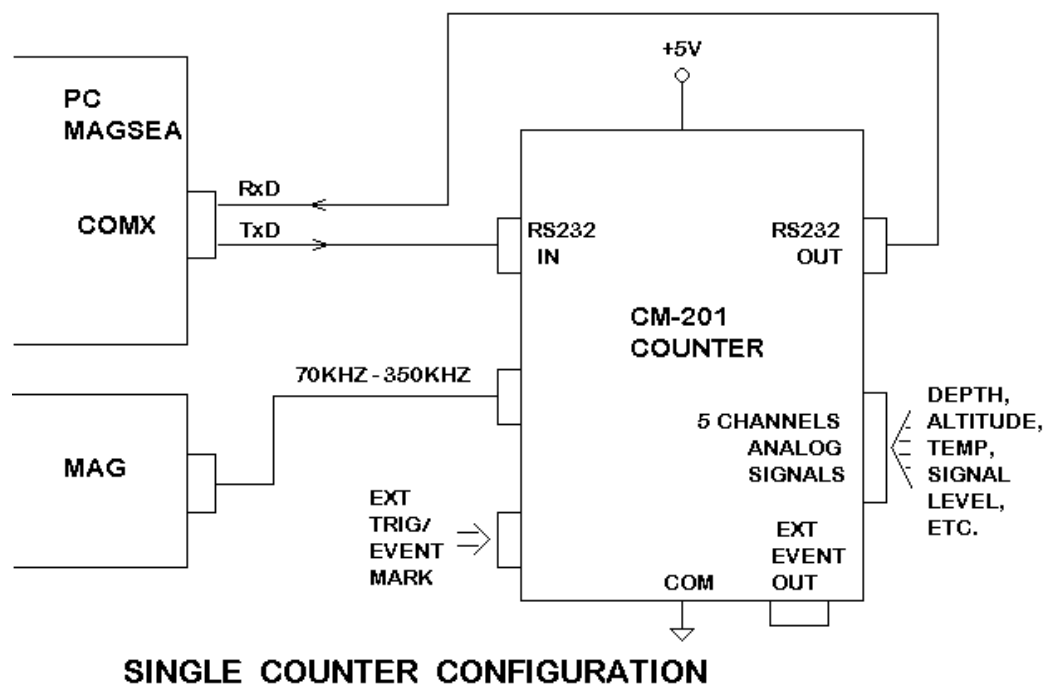 +5V
PC
MAGSEA
COMX
RxD
TxD
RS232
IN
RS232
OUT
CM-201
COUNTER
70KHZ - 350KHZ
MAG
5 CHANNELS
ANALOG
SIGNALS
DEPTH,
ALTITUDE,
TEMP,
SIGNAL
LEVEL,
ETC.
EXT
TRIG/
EVENT
MARK
EXT
EVENT
OUT
COM
SINGLE COUNTER CONFIGURATION